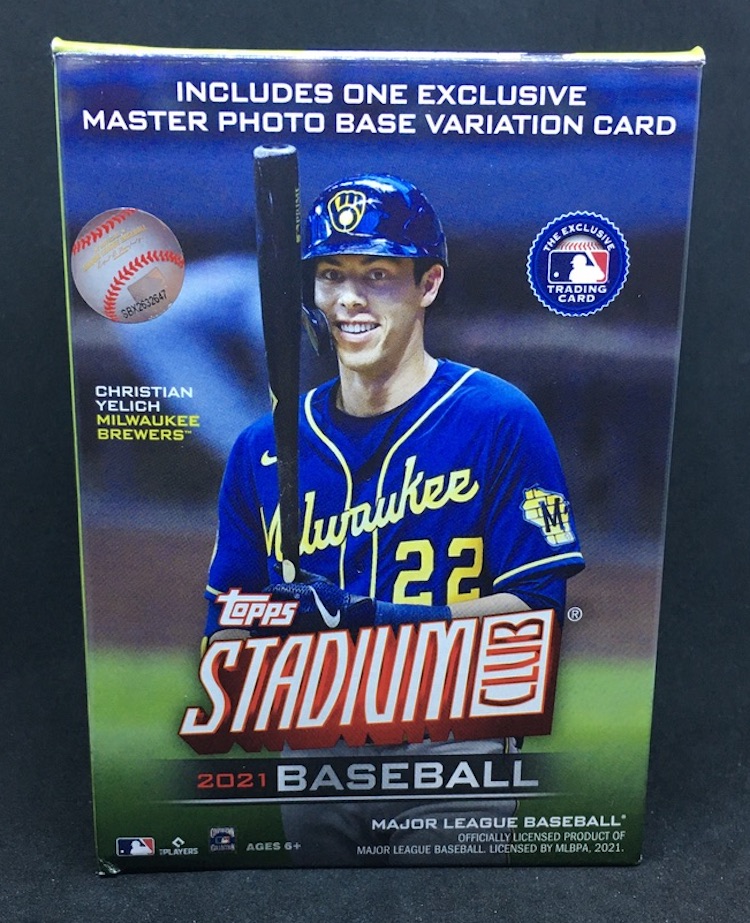 INCLUDES ONE EXCLUSIVE
MASTER PHOTO BASE VARIATION CARD
THE EXCLUSIVE
TRADING
CARD
SBX2632647
CHRISTIAN
YELICH
MILWAUKEE
BREWERS™
Milwaukee
22
M
TOPPS
STADIUM CLUB®
2021 BASEBALL
MAJOR LEAGUE BASEBALL®
OFFICIALLY LICENSED PRODUCT OF
MAJOR LEAGUE BASEBALL. LICENSED BY MLBPA, 2021.
PLAYERS
AGES 6+